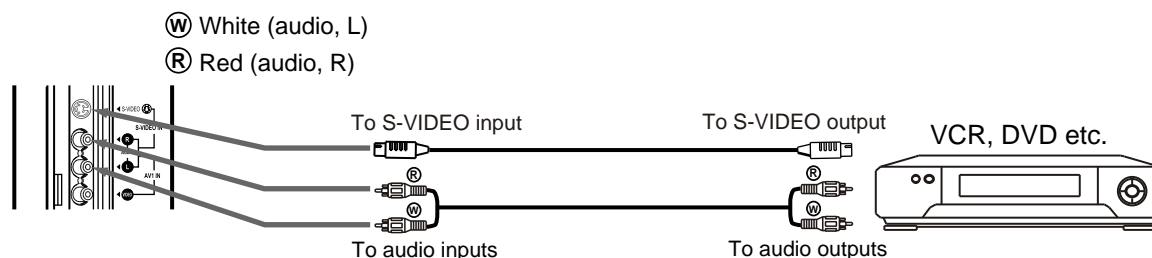 W White (audio, L)
R Red (audio, R)
S-VIDEO
S-VIDEO IN
R
L
AV1 IN
To S-VIDEO input
To S-VIDEO output
VCR, DVD etc.
R
R
W
W
To audio inputs
To audio outputs